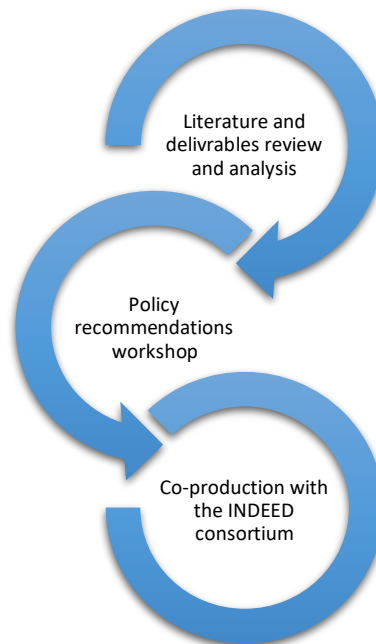 Literature and
delivrables review
and analysis
Policy
recommendations
workshop
Co-production with
the INDEED
consortium